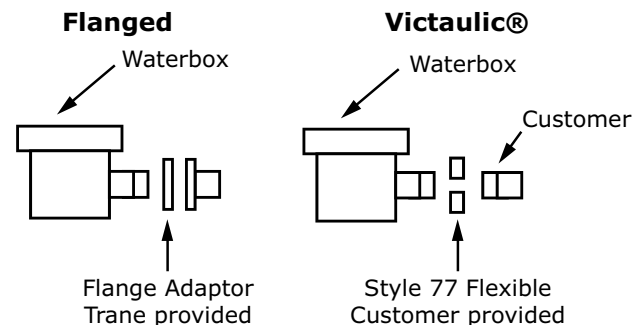 Flanged
Waterbox
Flange Adaptor
Trane provided
Victaulic®
Waterbox
Customer
Style 77 Flexible
Customer provided